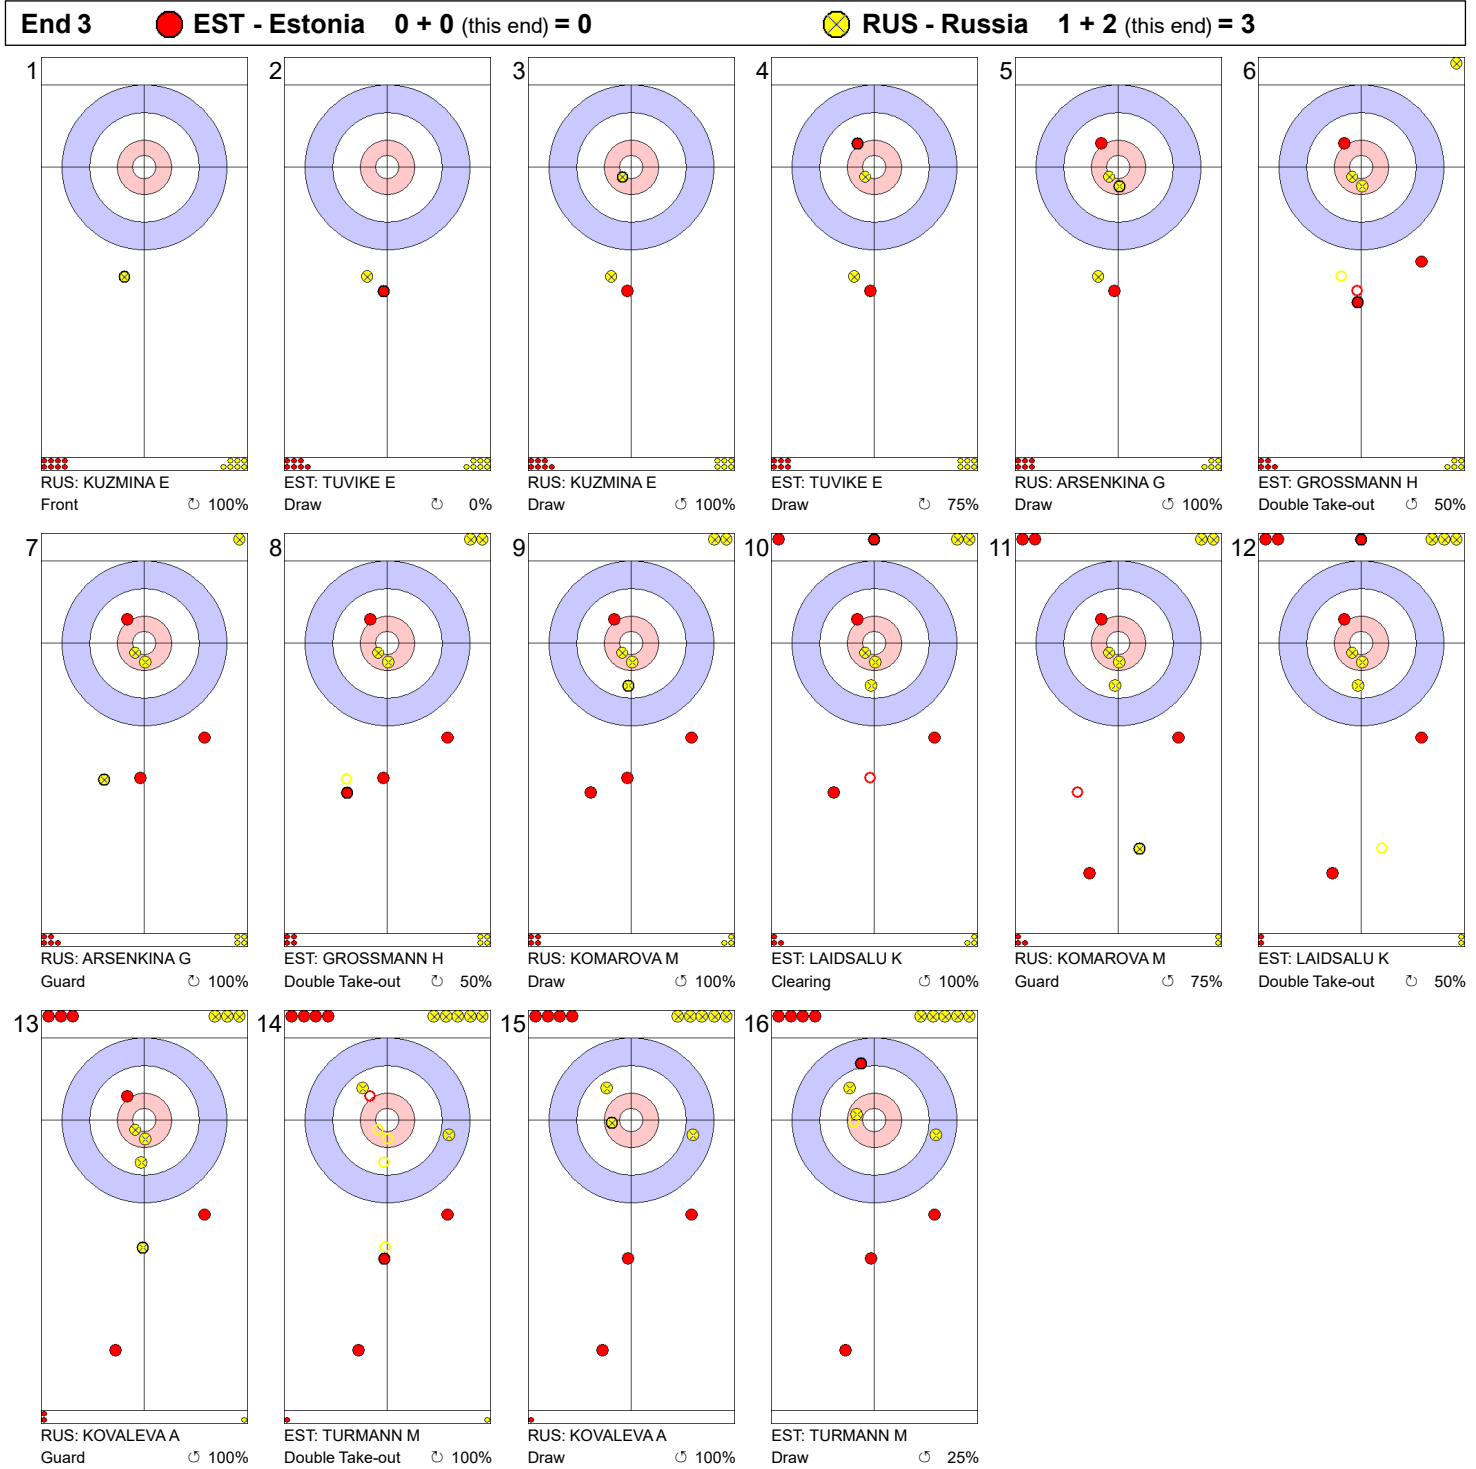 End 3 EST - Estonia 0 + 0 (this end) = 0 RUS - Russia 1 + 2 (this end) = 3
1 2 3 4 5 6
RUS: KUZMINA E EST: TUVIKE E RUS: KUZMINA E EST: TUVIKE E RUS: ARSENKINA G EST: GROSSMANN H
Front ↻ 100% Draw ↻ 0% Draw ↺ 100% Draw ↺ 75% Draw ↺ 100% Double Take-out ↺ 50%
7 8 9 10 11 12
RUS: ARSENKINA G EST: GROSSMANN H RUS: KOMAROVA M EST: LAIDSALU K RUS: KOMAROVA M EST: LAIDSALU K
Guard ↻ 100% Double Take-out ↻ 50% Draw ↻ 100% Clearing ↺ 100% Guard ↺ 75% Double Take-out ↻ 50%
13 14 15 16
RUS: KOVALEVA A EST: TURMANN M RUS: KOVALEVA A EST: TURMANN M
Guard ↺ 100% Double Take-out ↻ 100% Draw ↺ 100% Draw ↺ 25%